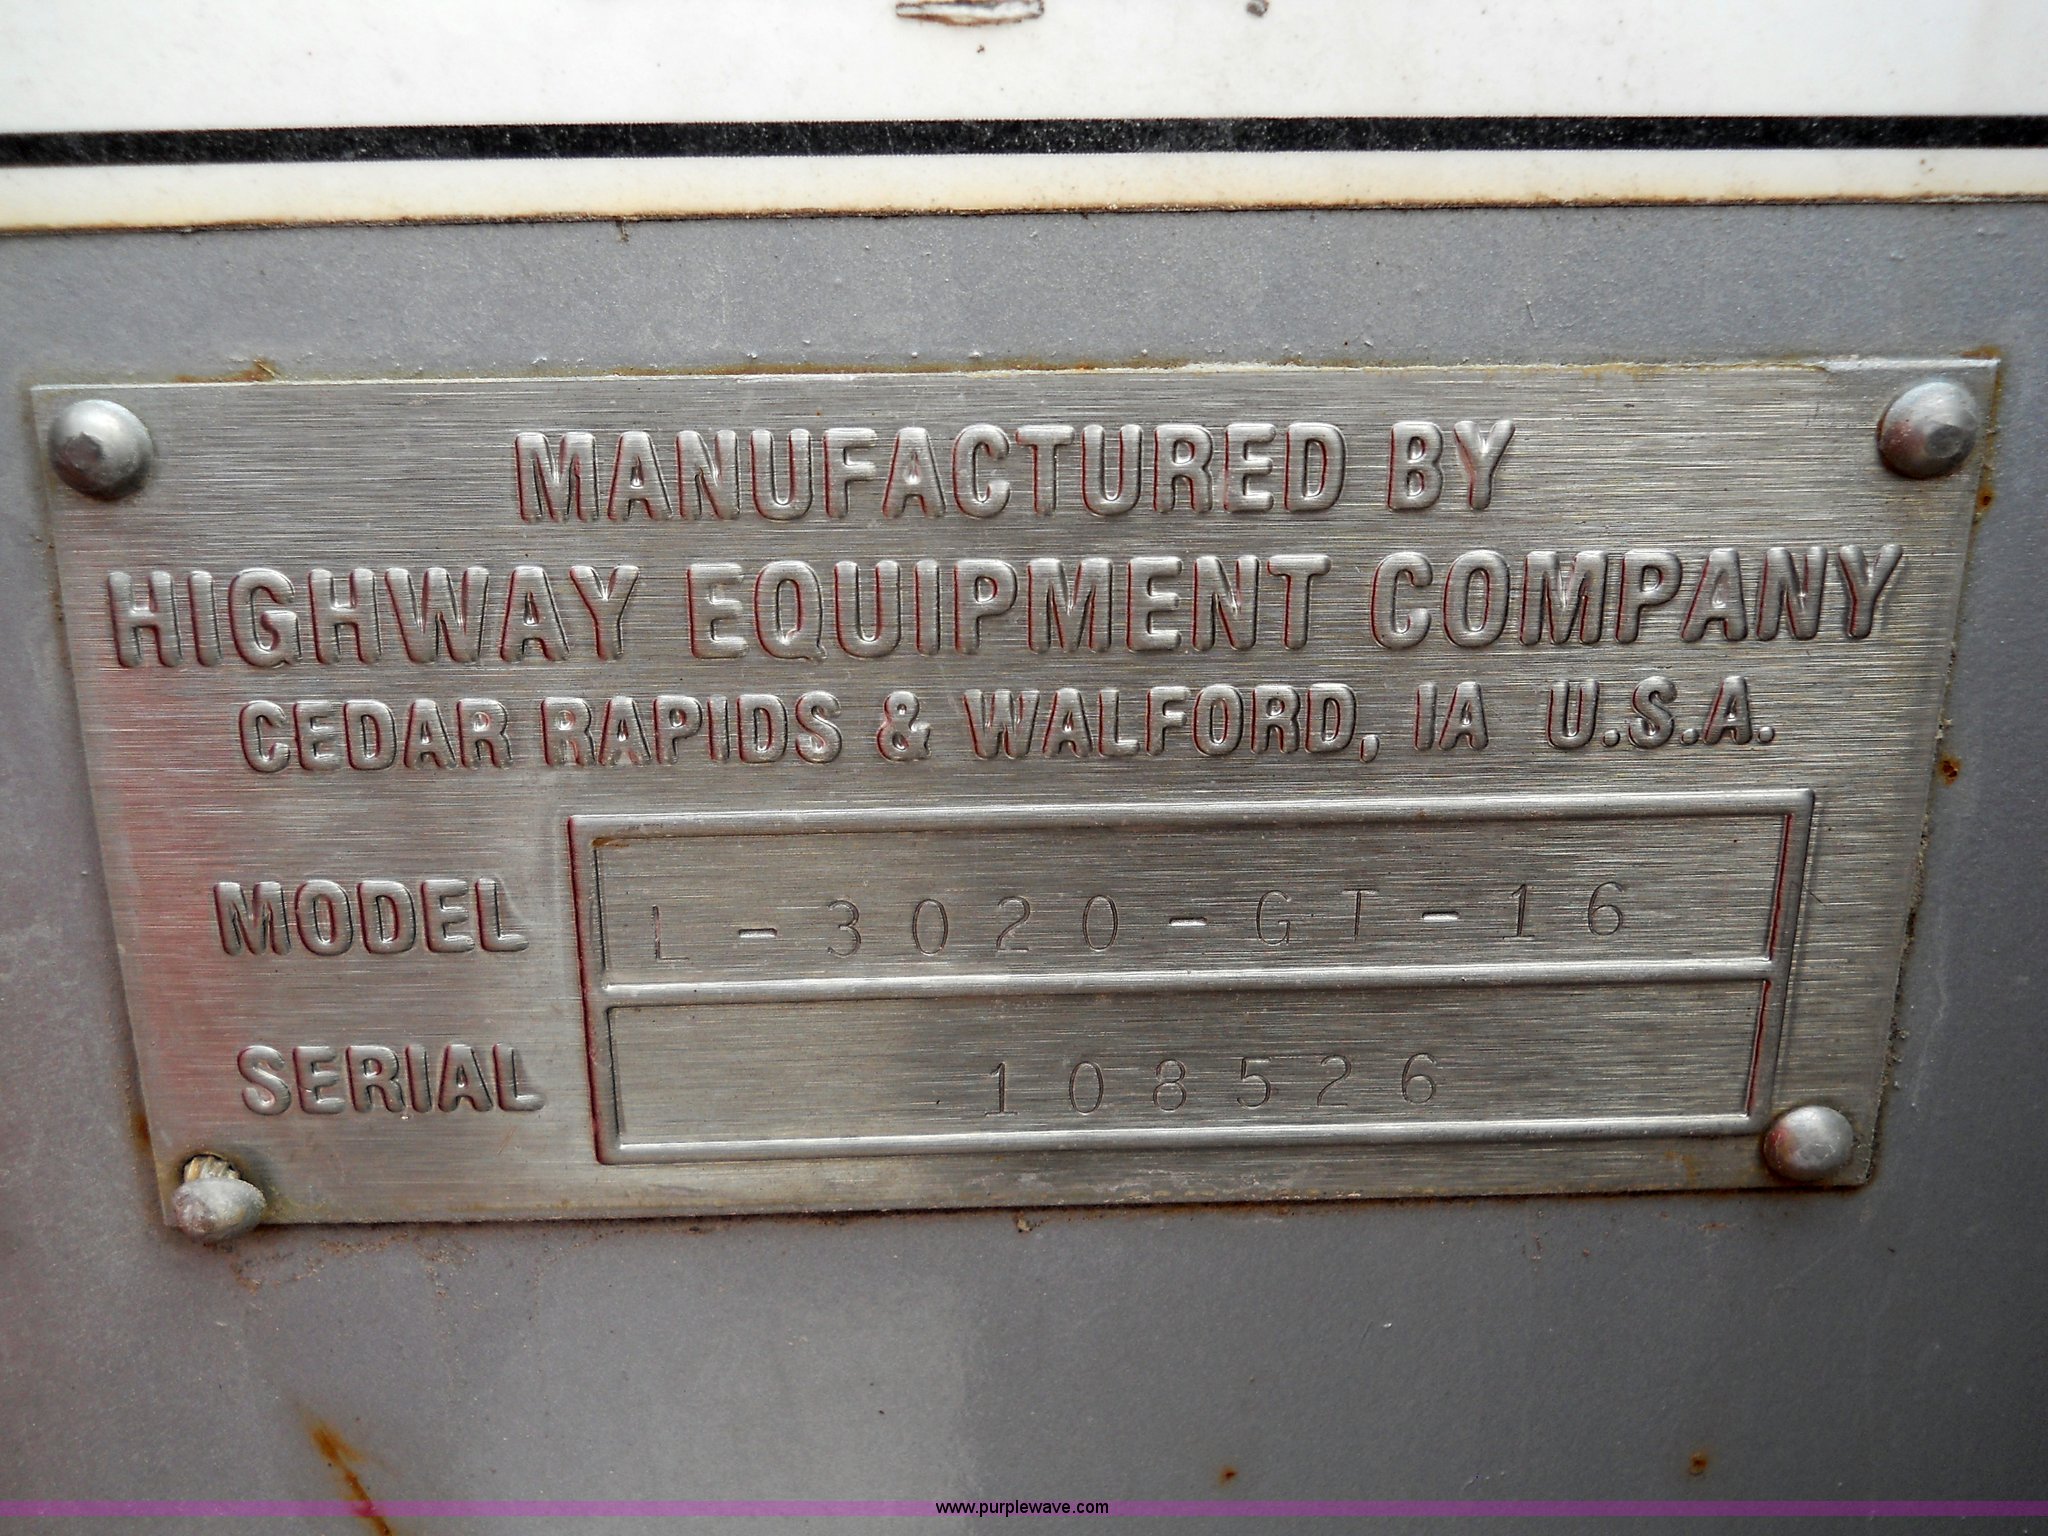 MANUFACTURED BY
HIGHWAY EQUIPMENT COMPANY
CEDAR RAPIDS & WALFORD, IA U.S.A.
MODEL L-3020-GT-16
SERIAL 108526
www.purplewave.com